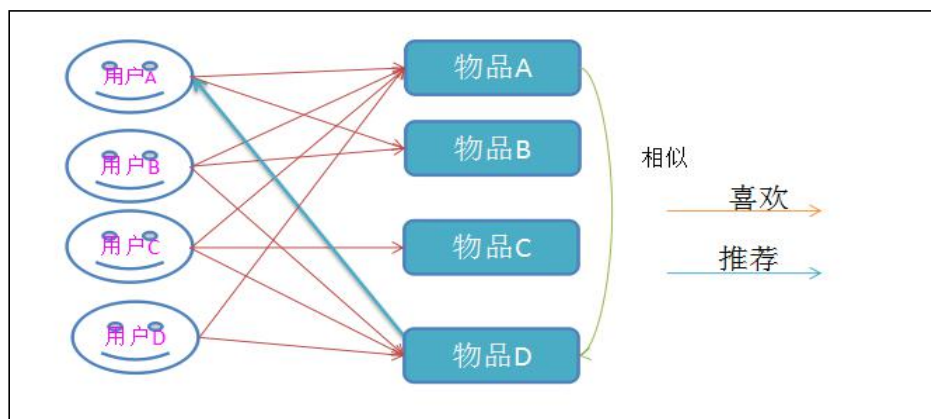 用户A
物品A
用户B
物品B
相似
喜欢
用户C
物品C
推荐
用户D
物品D